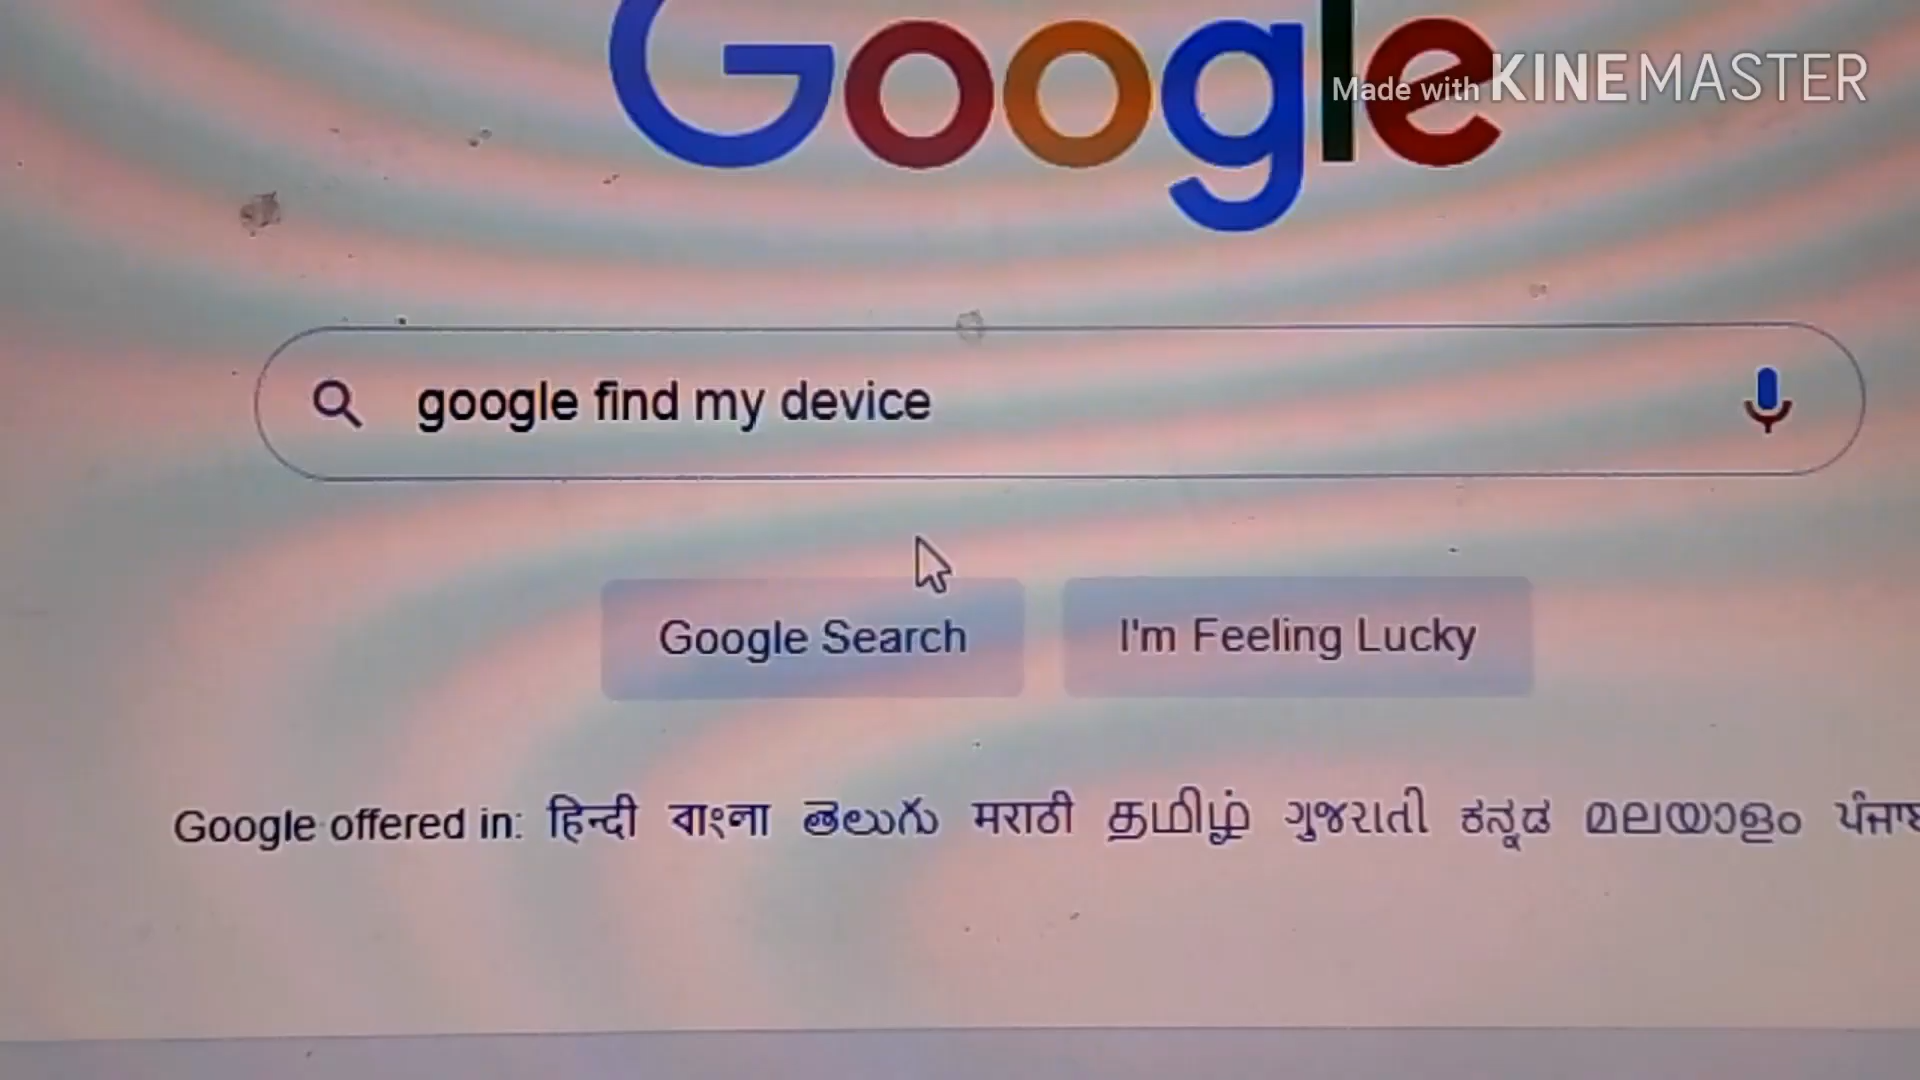 Google
Made with KINEMASTER
google find my device
Google Search I'm Feeling Lucky
Google offered in: हिन्दी বাংলা తెలుగు मराठी தமிழ் ગુજરાતી ಕನ್ನಡ മലയാളം